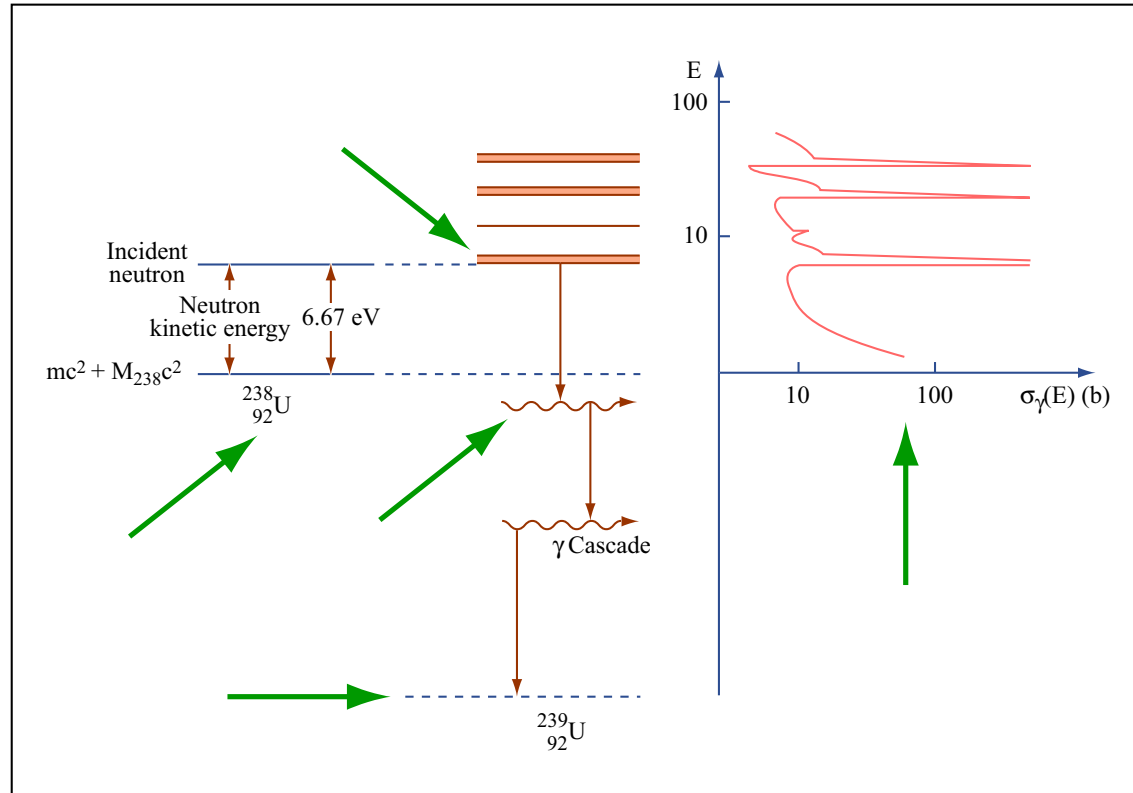 E
100
10
10
100
σγ(E) (b)
Incident
neutron
Neutron
kinetic energy
6.67 eV
mc² + M₂₃₈c²
²³⁸₉₂U
γ Cascade
²³⁹₉₂U